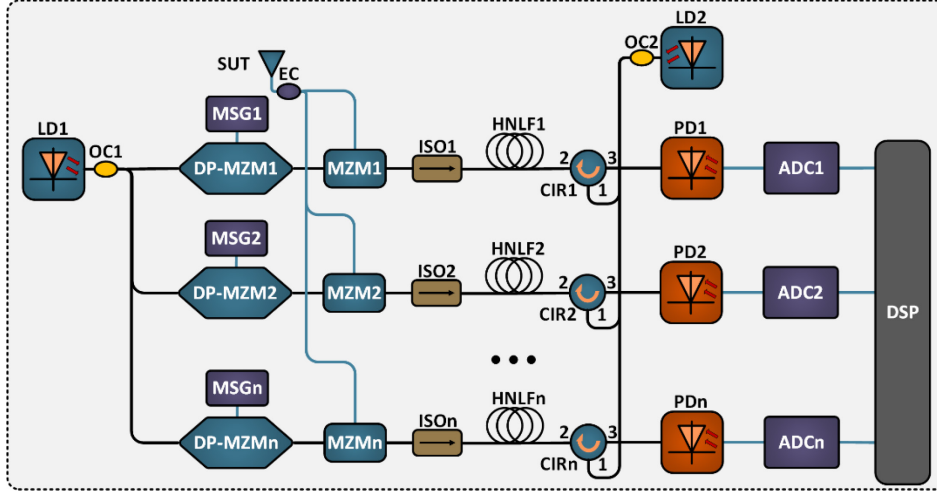 LD2
OC2
SUT
EC
MSG1
LD1
OC1
DP-MZM1
MZM1
ISO1
HNLF1
2
3
CIR1
1
PD1
ADC1
MSG2
DP-MZM2
MZM2
ISO2
HNLF2
2
3
CIR2
1
PD2
ADC2
DSP
MSGn
DP-MZMn
MZMn
ISOn
HNLFn
2
3
CIRn
1
PDn
ADCn